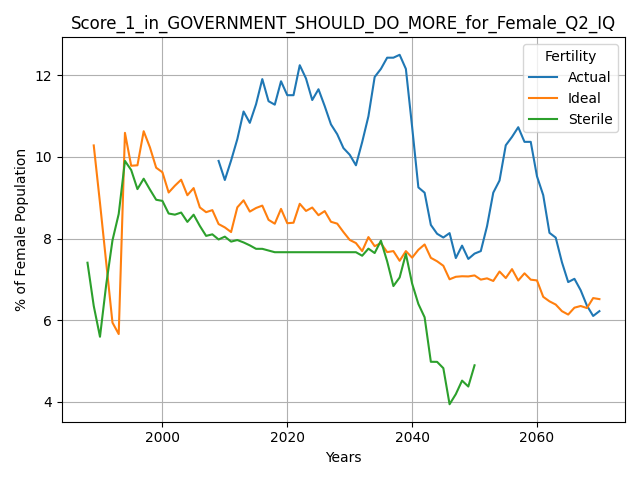 Score_1_in_GOVERNMENT_SHOULD_DO_MORE_for_Female_Q2_IQ
Fertility
Actual
Ideal
Sterile
% of Female Population
12
10
8
6
4
2000
2020
2040
2060
Years